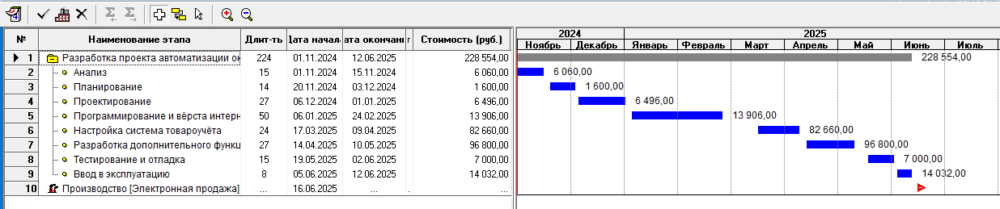 № Наименование этапа Длит-ть Дата начал дата окончани г Стоимость (руб.)
2024 2025
Ноябрь Декабрь Январь Февраль Март Апрель Май Июнь Июль
1 Разработка проекта автоматизации ок 224 01.11.2024 12.06.2025 228 554,00 228 554,00
2 Анализ 15 01.11.2024 15.11.2024 6 060,00 6 060,00
3 Планирование 14 20.11.2024 03.12.2024 1 600,00 1 600,00
4 Проектирование 27 06.12.2024 01.01.2025 6 496,00 6 496,00
5 Программирование и вёрста интерн 50 06.01.2025 24.02.2025 13 906,00 13 906,00
6 Настройка система товароучёта 24 17.03.2025 09.04.2025 82 660,00 82 660,00
7 Разработка дополнительного функц 27 14.04.2025 10.05.2025 96 800,00 96 800,00
8 Тестирование и отладка 15 19.05.2025 02.06.2025 7 000,00 7 000,00
9 Ввод в эксплуатацию 8 05.06.2025 12.06.2025 14 032,00 14 032,00
10 Производство [Электронная продажа] ... 16.06.2025 ... . ...